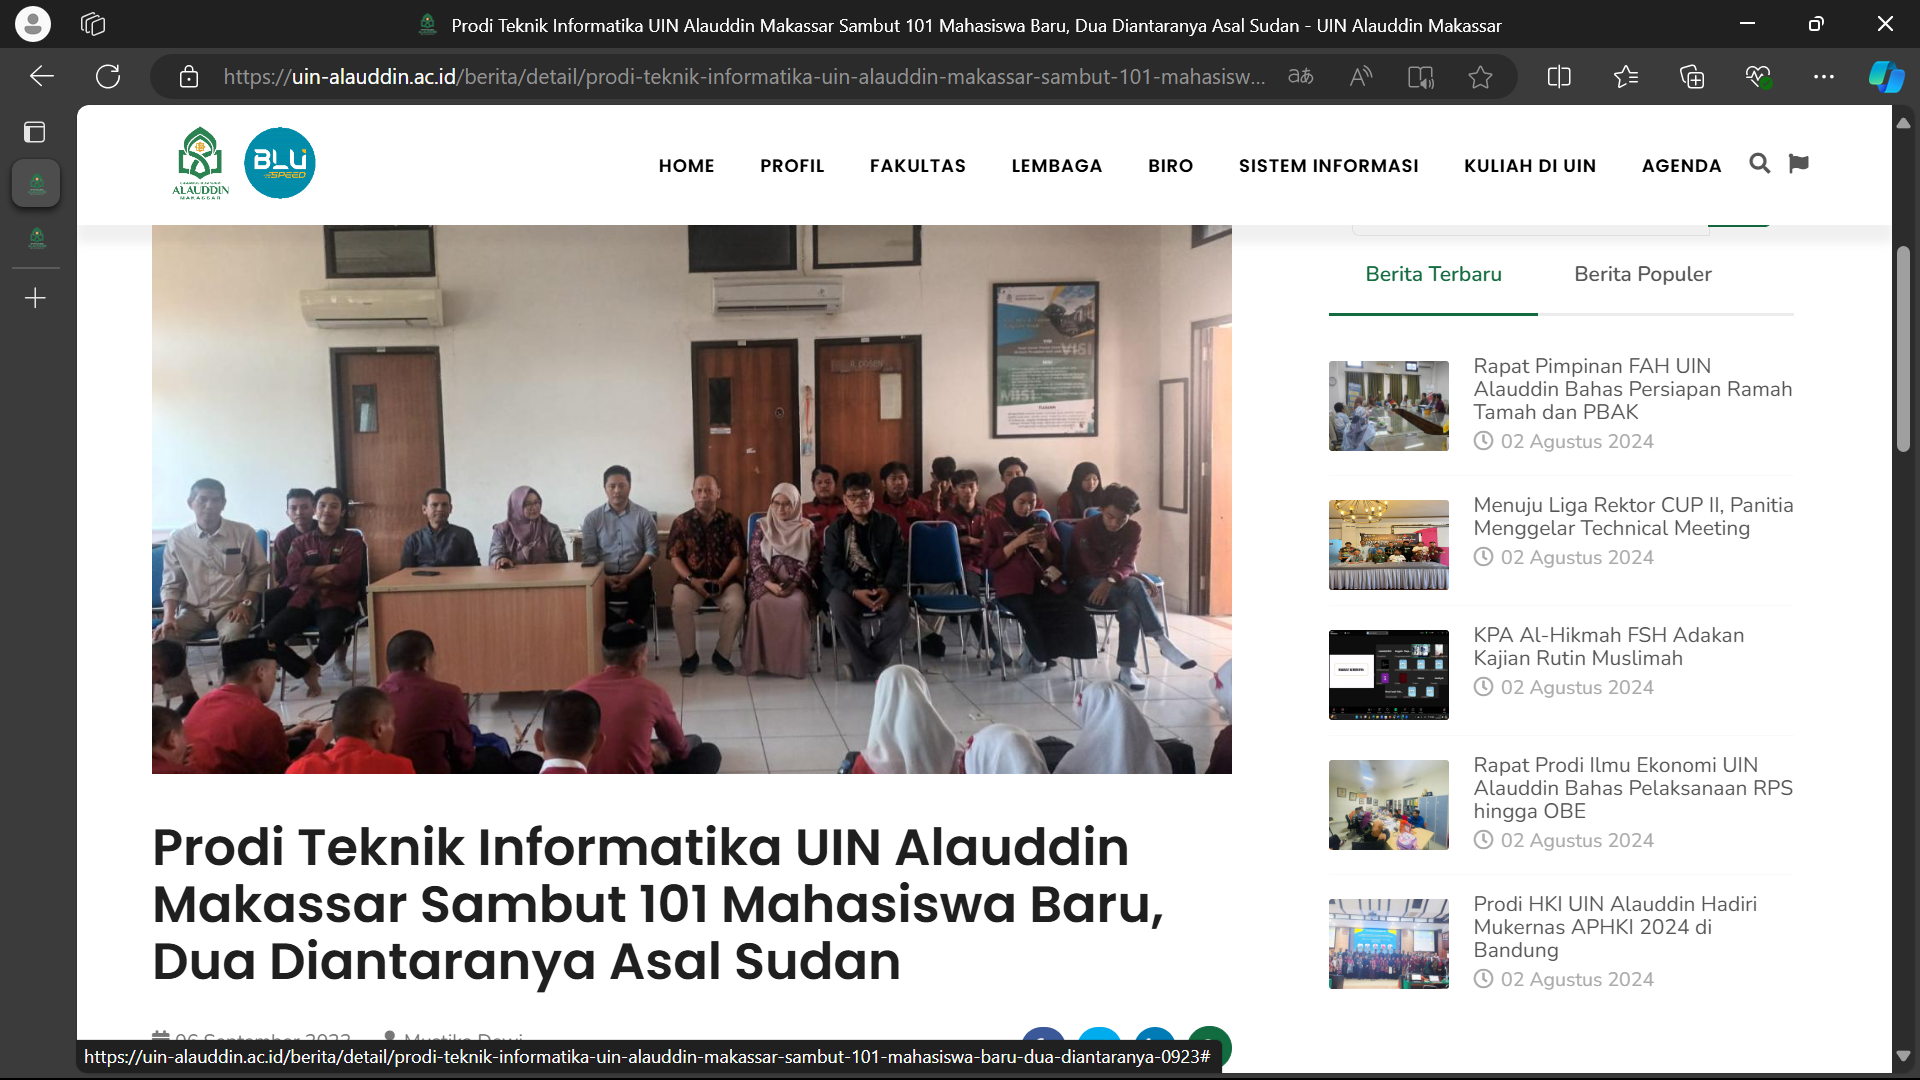 Prodi Teknik Informatika UIN Alauddin Makassar Sambut 101 Mahasiswa Baru, Dua Diantaranya Asal Sudan - UIN Alauddin Makassar
https://uin-alauddin.ac.id/berita/detail/prodi-teknik-informatika-uin-alauddin-makassar-sambut-101-mahasisw...
ALAUDDIN
MAKASSAR
BLU
SPEED
HOME
PROFIL
FAKULTAS
LEMBAGA
BIRO
SISTEM INFORMASI
KULIAH DI UIN
AGENDA
VISI
MISI
Berita Terbaru
Berita Populer
Rapat Pimpinan FAH UIN
Alauddin Bahas Persiapan Ramah
Tamah dan PBAK
02 Agustus 2024
Menuju Liga Rektor CUP II, Panitia
Menggelar Technical Meeting
02 Agustus 2024
KPA Al-Hikmah FSH Adakan
Kajian Rutin Muslimah
02 Agustus 2024
Rapat Prodi Ilmu Ekonomi UIN
Alauddin Bahas Pelaksanaan RPS
hingga OBE
02 Agustus 2024
Prodi HKI UIN Alauddin Hadiri
Mukernas APHKI 2024 di
Bandung
02 Agustus 2024
Prodi Teknik Informatika UIN Alauddin
Makassar Sambut 101 Mahasiswa Baru,
Dua Diantaranya Asal Sudan
06 September 2023
Mustika Dewi
https://uin-alauddin.ac.id/berita/detail/prodi-teknik-informatika-uin-alauddin-makassar-sambut-101-mahasiswa-baru-dua-diantaranya-0923#